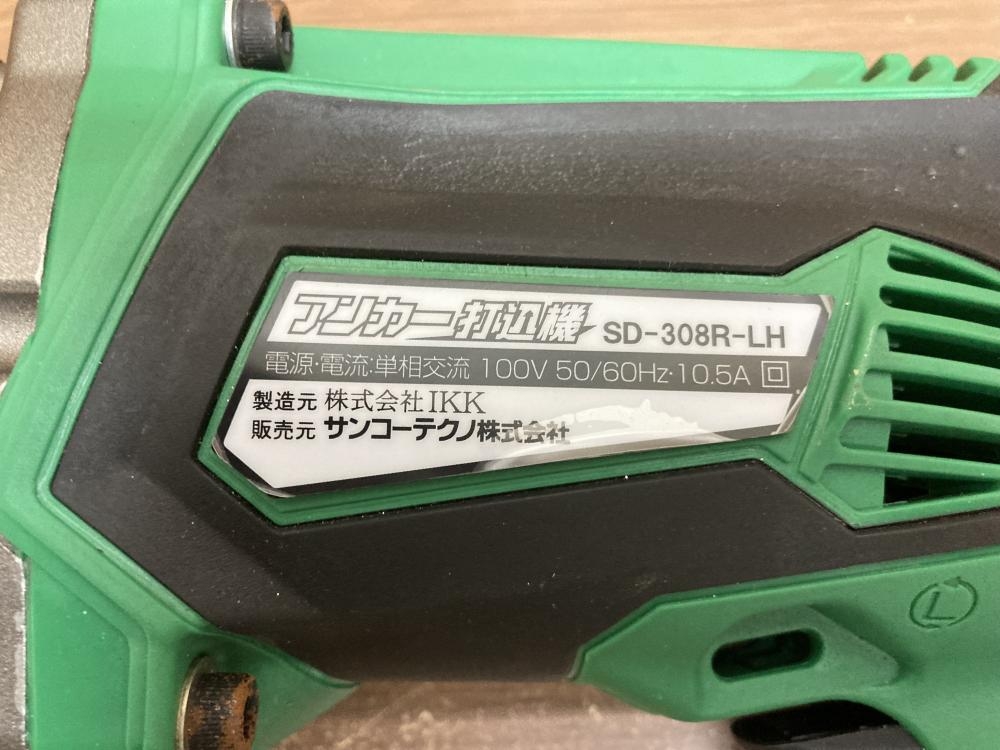 アンカー打込機 SD-308R-LH
電源・電流:単相交流 100V 50/60Hz・10.5A
製造元 株式会社IKK
販売元 サンコーテクノ株式会社
L